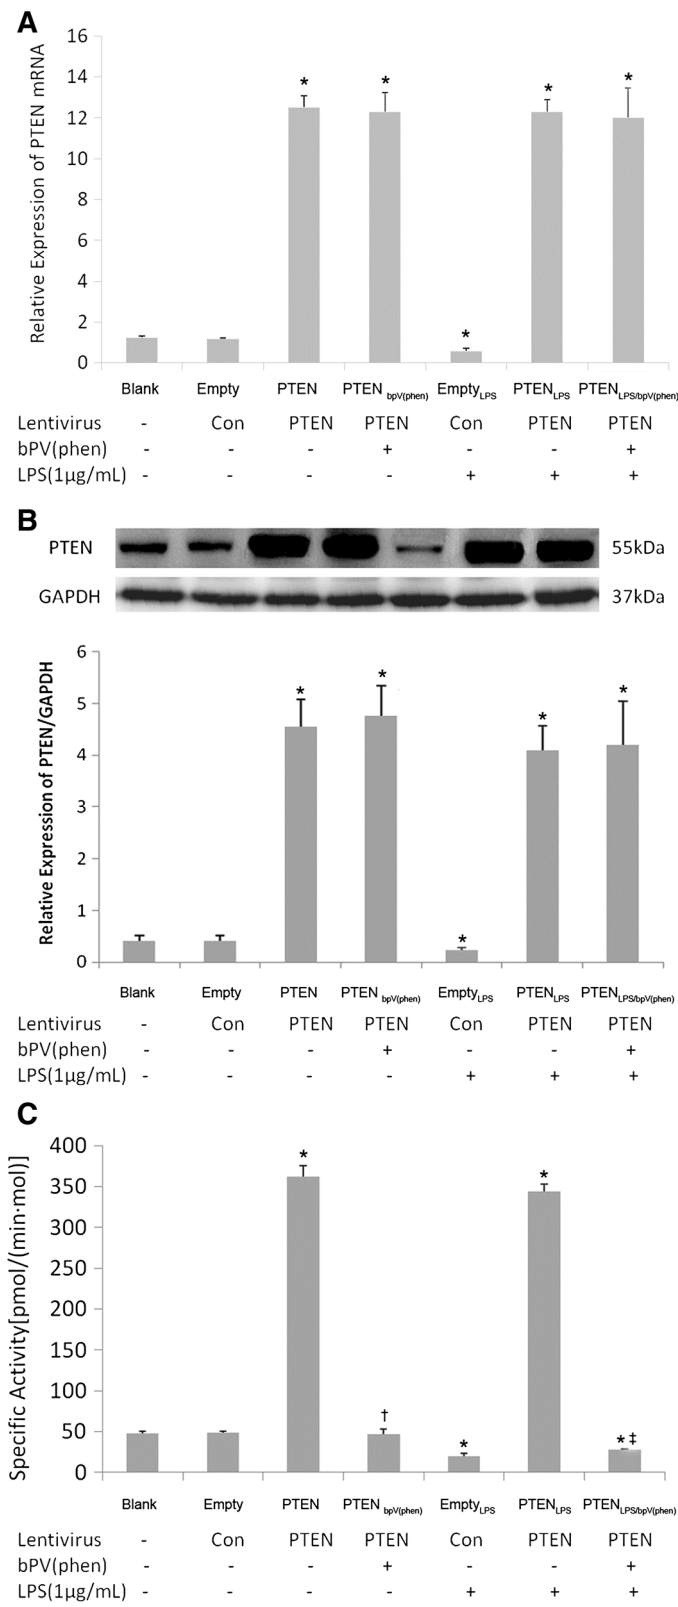 A
Relative Expression of PTEN mRNA
16
14
12
10
8
6
4
2
0
* * * * *
Blank Empty PTEN PTEN bpV(phen) EmptyLPS PTENLPS PTENLPS/bpV(phen)
Lentivirus - Con PTEN PTEN Con PTEN PTEN
bPV(phen) - - - + - - +
LPS(1μg/mL) - - - - + + +
B
PTEN 55kDa
GAPDH 37kDa
Relative Expression of PTEN/GAPDH
6
5
4
3
2
1
0
* * * * *
Blank Empty PTEN PTEN bpV(phen) EmptyLPS PTENLPS PTENLPS/bpV(phen)
Lentivirus - Con PTEN PTEN Con PTEN PTEN
bPV(phen) - - - + - - +
LPS(1μg/mL) - - - - + + +
C
Specific Activity[pmol/(min·mol)]
400
350
300
250
200
150
100
50
0
* † * * *‡
Blank Empty PTEN PTEN bpV(phen) EmptyLPS PTENLPS PTENLPS/bpV(phen)
Lentivirus - Con PTEN PTEN Con PTEN PTEN
bPV(phen) - - - + - - +
LPS(1μg/mL) - - - - + + +